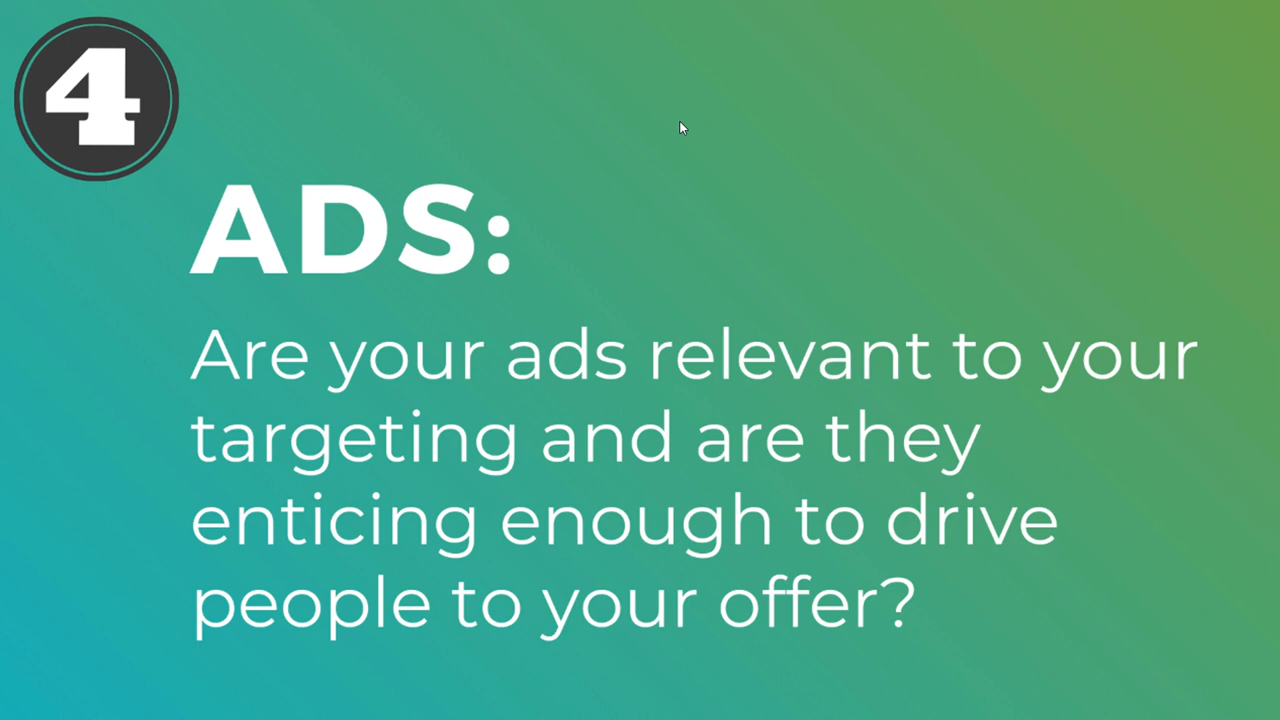 4
ADS:
Are your ads relevant to your
targeting and are they
enticing enough to drive
people to your offer?